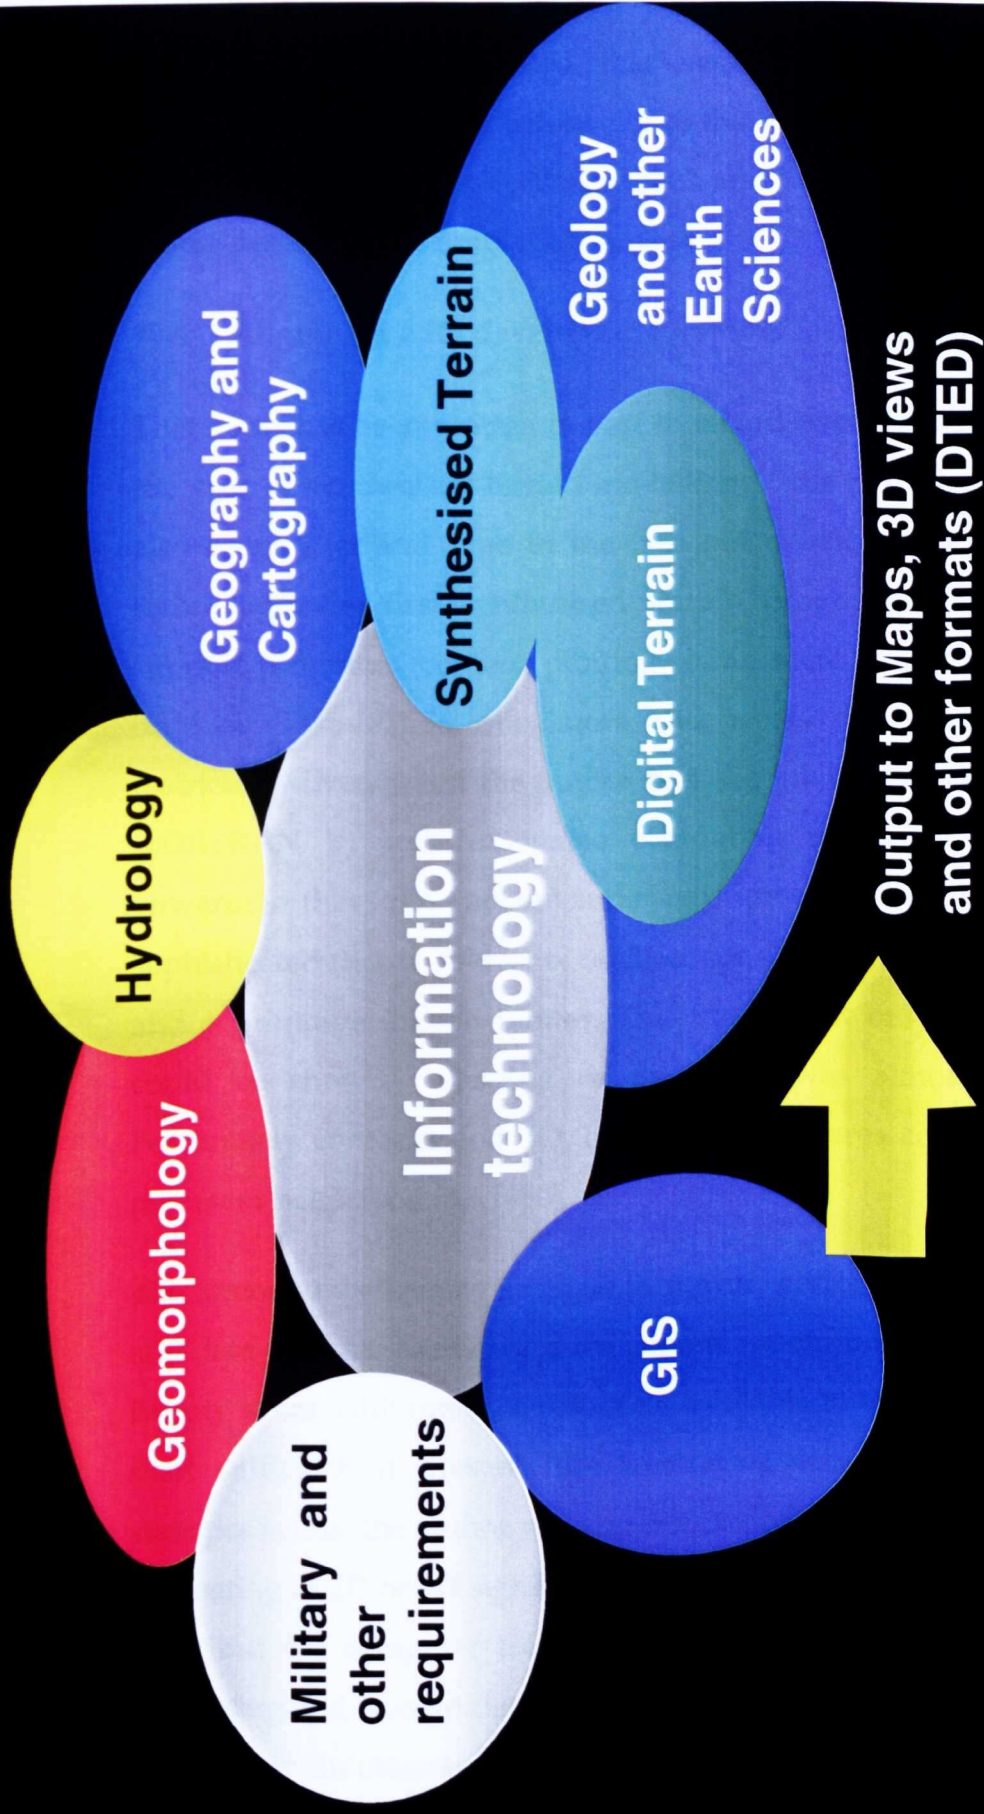 Geomorphology
Hydrology
Geography and
Cartography
Military and
other
requirements
Information
technology
Synthesised Terrain
GIS
Digital Terrain
Geology
and other
Earth
Sciences
Output to Maps, 3D views
and other formats (DTED)